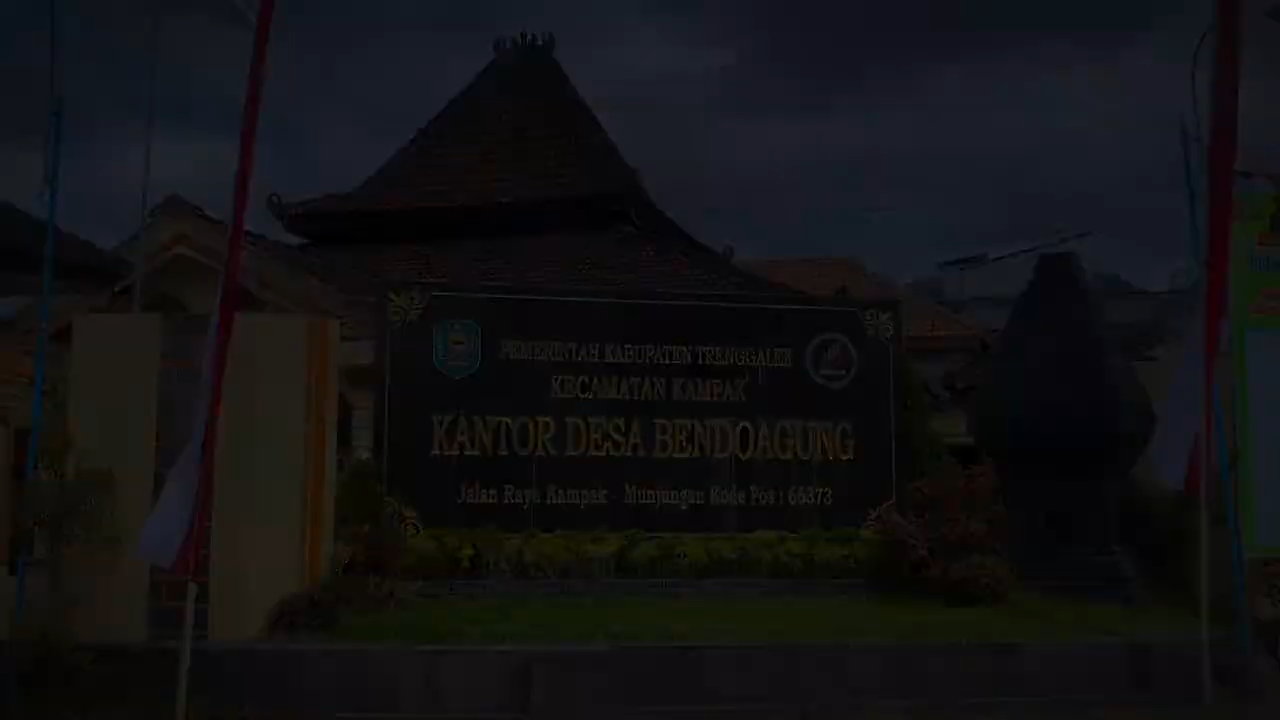 PEMERINTAH KABUPATEN TRENGGALEK
KECAMATAN KAMPAK
KANTOR DESA BENDOAGUNG
Jalan Raya Kampak - Munjungan Kode Pos : 66373